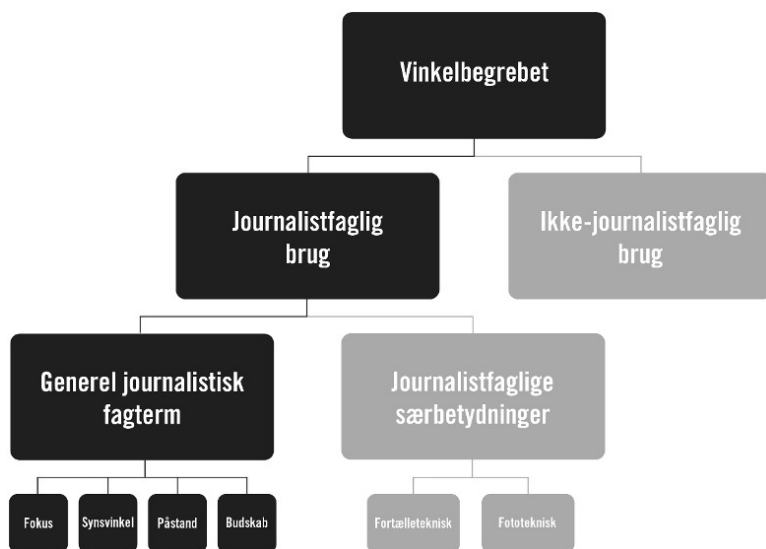 Vinkelbegrebet
Journalistfaglig
brug
Ikke-journalistfaglig
brug
Generel journalistisk
fagterm
Journalistfaglige
særbetydninger
Fokus
Synsvinkel
Påstand
Budskab
Fortælleteknisk
Fototeknisk